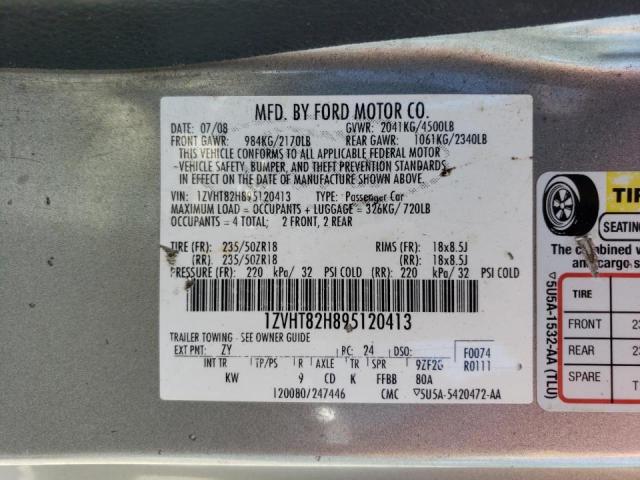 MFD. BY FORD MOTOR CO.
DATE: 07/08 GVWR: 2041KG/4500LB
FRONT GAWR: 984KG/2170LB REAR GAWR: 1061KG/2340LB
THIS VEHICLE CONFORMS TO ALL APPLICABLE FEDERAL MOTOR
VEHICLE SAFETY, BUMPER, AND THEFT PREVENTION STANDARDS
IN EFFECT ON THE DATE OF MANUFACTURE SHOWN ABOVE.
VIN: 1ZVHT82H895120413 TYPE: Passenger Car
MAXIMUM LOAD = OCCUPANTS + LUGGAGE = 326KG/720LB
OCCUPANTS = 4 TOTAL; 2 FRONT, 2 REAR
TIRE (FR): 235/50ZR18 RIMS (FR): 18x8.5J
(RR): 235/50ZR18 (RR): 18x8.5J
PRESSURE (FR): 220 kPa/ 32 PSI COLD (RR): 220 kPa/ 32 PSI COLD
1ZVHT82H895120413
TRAILER TOWING - SEE OWNER GUIDE
EXT PNT: ZY RC: 24 DSO: F0074
INT TR TP/PS R AXLE TR SPR 9ZF2G R0111
KW 9 CD K FFBB 80A
120080/247446 CMC ▽5U5A-5420472-AA
TIR
SEATING
The combined w
and cargo s
TIRE
FRONT 23
REAR 23
SPARE T
▽5U5A-1532-AA (TLU)